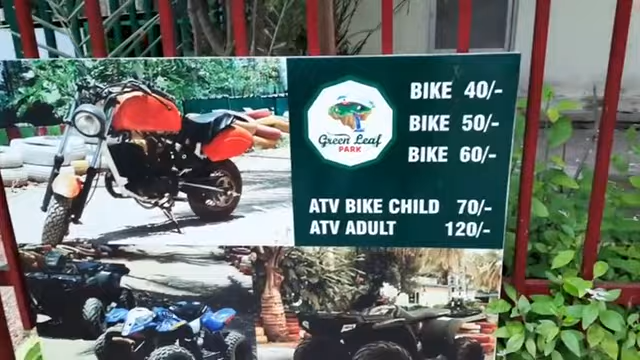 BIKE 40/-
Green Leaf
PARK
BIKE 50/-
BIKE 60/-
ATV BIKE CHILD 70/-
ATV ADULT 120/-